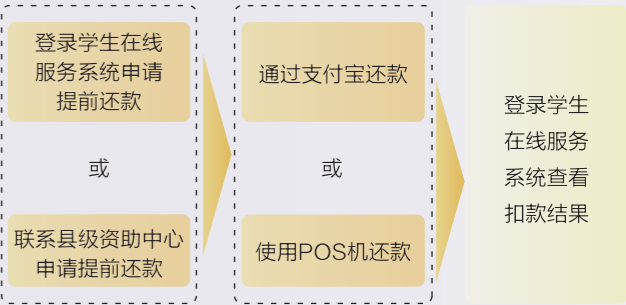 登录学生在线
服务系统申请
提前还款
或
联系县级资助中心
申请提前还款
通过支付宝还款
或
使用POS机还款
登录学生
在线服务
系统查看
扣款结果